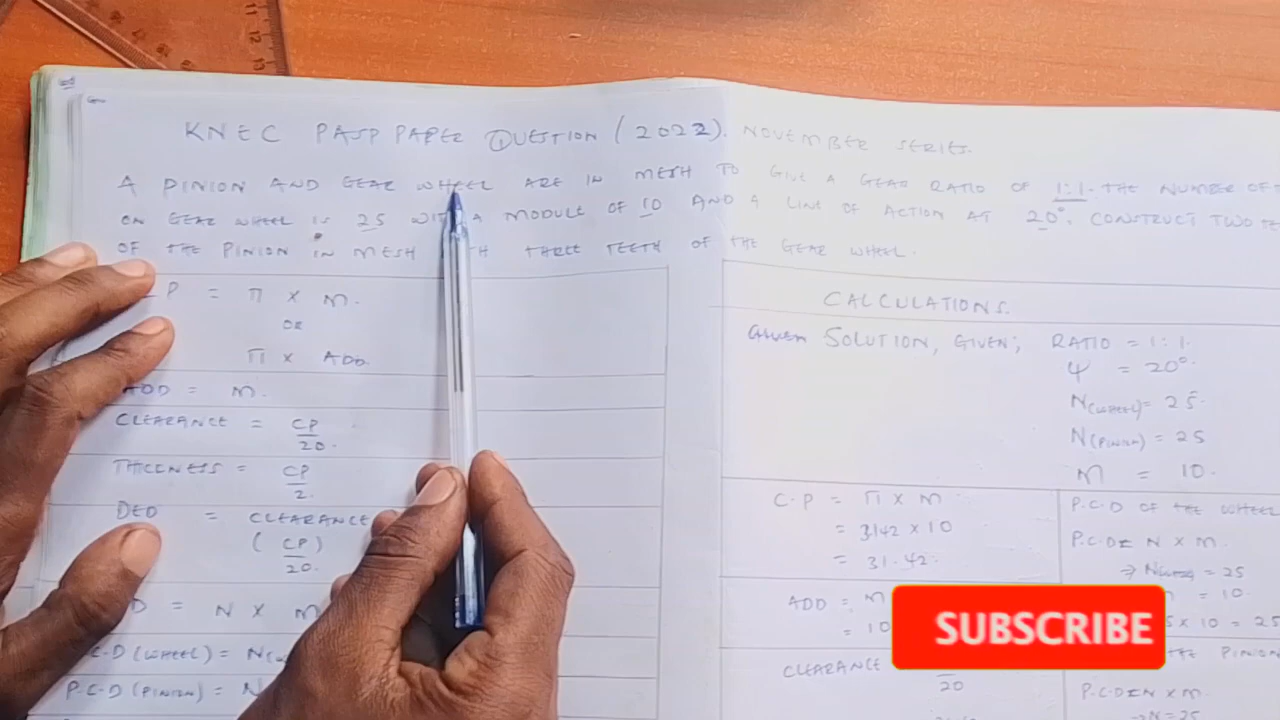 KNEC PASP PAPER QUESTION (2022). NOVEMBER SERIES.
A PINION AND GEAR WHEEL ARE IN MESH TO GIVE A GEAR RATIO OF 1:1. THE NUMBER OF
ON GEAR WHEEL IS 25 WITH A MODULE OF 10 AND A LINE OF ACTION AT 20°. CONSTRUCT TWO TE
OF THE PINION IN MESH THREE TEETH OF THE GEAR WHEEL.
P = π × M.
OR
π × ADD.
ADD = M.
CLEARANCE = CP/20.
THICCNESS = CP/2.
DED = CLEARANCE
(CP/20)
D = N × M
C-D (WHEEL) = N
P.C-D (PINION) = N
CALCULATIONS.
GIVEN SOLUTION, GIVEN; RATIO = 1:1.
Ψ = 20°.
N(WHEEL) = 25.
N(PINION) = 25
M = 10.
C-P = π × M
= 3.142 × 10
= 31.42.
ADD = M
= 10
CLEARANCE
20
P.C.D OF THE WHEEL
P.C.D = N × M.
⇒ N = 25
= 10.
× 10 = 25
THE PINION
P.C.D = N × M.
⇒ N = 25
SUBSCRIBE